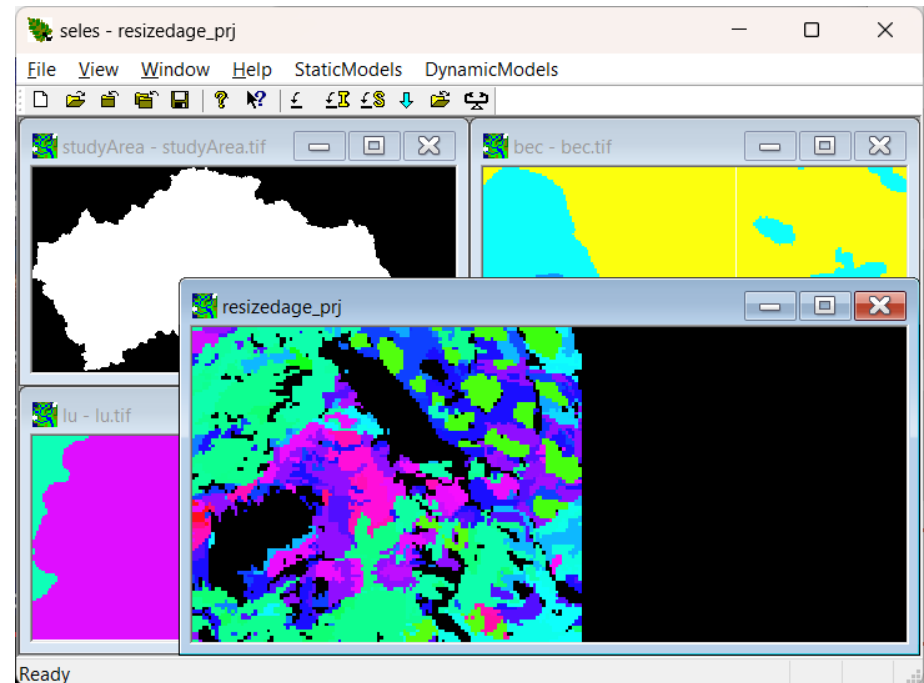 seles - resizedage_prj
File View Window Help StaticModels DynamicModels
studyArea - studyArea.tif
bec - bec.tif
resizedage_prj
lu - lu.tif
Ready